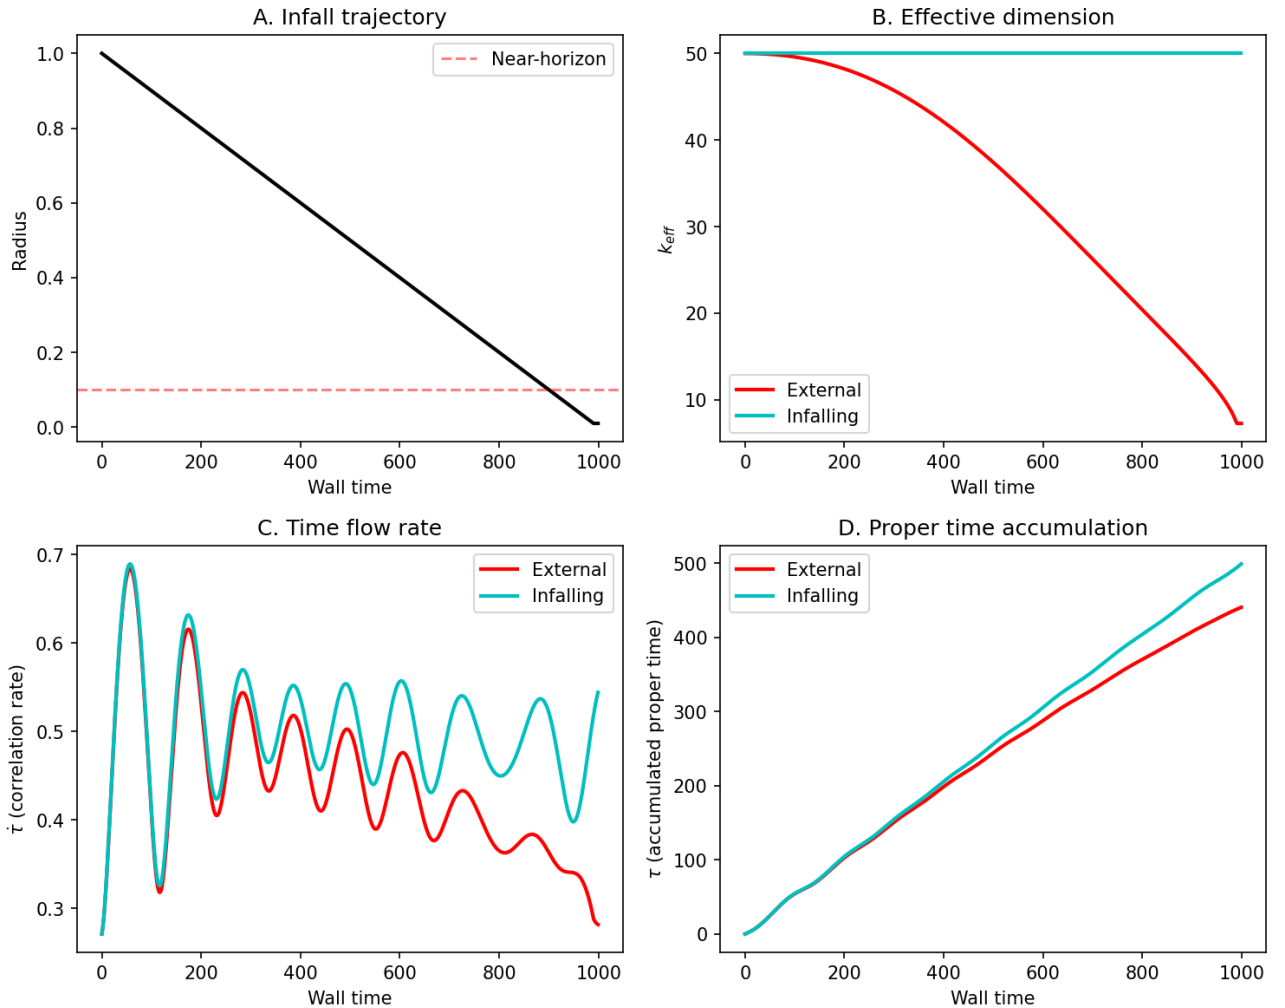 A. Infall trajectory
Radius
1.0
0.8
0.6
0.4
0.2
0.0
Near-horizon
0 200 400 600 800 1000
Wall time
B. Effective dimension
k_eff
50
40
30
20
10
External
Infalling
0 200 400 600 800 1000
Wall time
C. Time flow rate
τ̇ (correlation rate)
0.7
0.6
0.5
0.4
0.3
External
Infalling
0 200 400 600 800 1000
Wall time
D. Proper time accumulation
τ (accumulated proper time)
500
400
300
200
100
0
External
Infalling
0 200 400 600 800 1000
Wall time